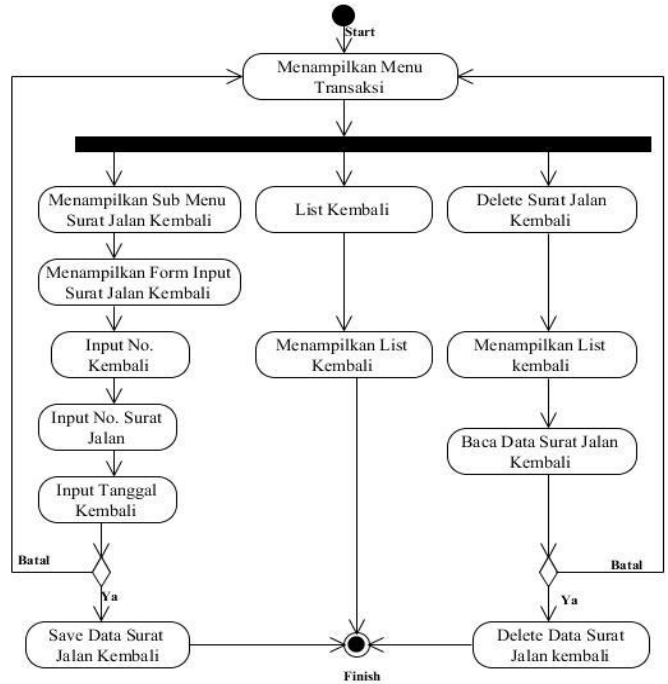 Start
Menampilkan Menu
Transaksi
Menampilkan Sub Menu
Surat Jalan Kembali
List Kembali
Delete Surat Jalan
Kembali
Menampilkan Form Input
Surat Jalan Kembali
Input No.
Kembali
Menampilkan List
Kembali
Menampilkan List
kembali
Input No. Surat
Jalan
Baca Data Surat Jalan
Kembali
Input Tanggal
Kembali
Batal
Batal
Ya
Ya
Save Data Surat
Jalan Kembali
Delete Data Surat
Jalan kembali
Finish